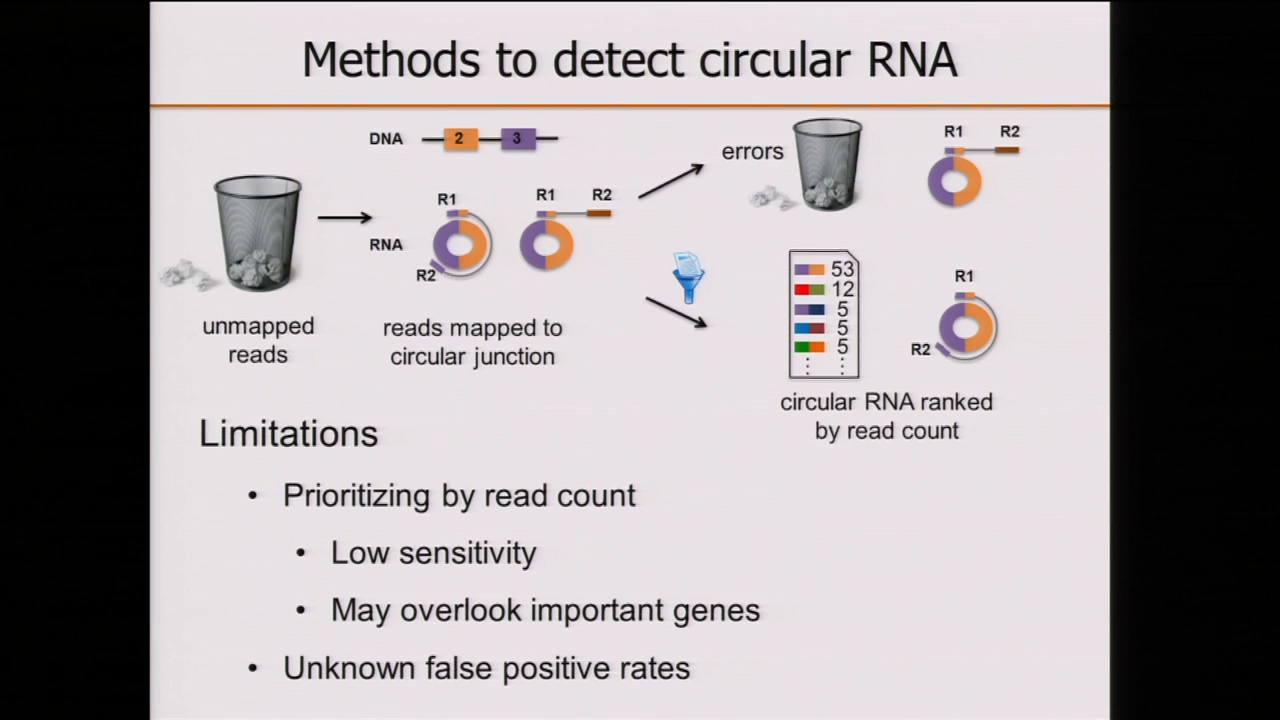 Methods to detect circular RNA
DNA
2
3
R1
R1
R2
RNA
R2
unmapped
reads
reads mapped to
circular junction
errors
R1
R2
53
12
5
5
5
R1
R2
circular RNA ranked
by read count
Limitations
• Prioritizing by read count
• Low sensitivity
• May overlook important genes
• Unknown false positive rates